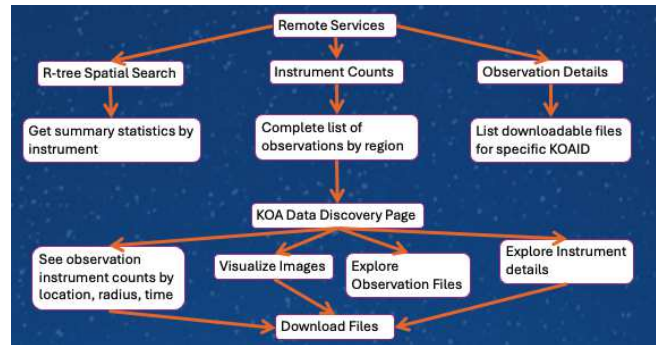 Remote Services
R-tree Spatial Search
Instrument Counts
Observation Details
Get summary statistics by
instrument
Complete list of
observations by region
List downloadable files
for specific KOAID
KOA Data Discovery Page
See observation
instrument counts by
location, radius, time
Visualize Images
Explore
Observation Files
Explore Instrument
details
Download Files